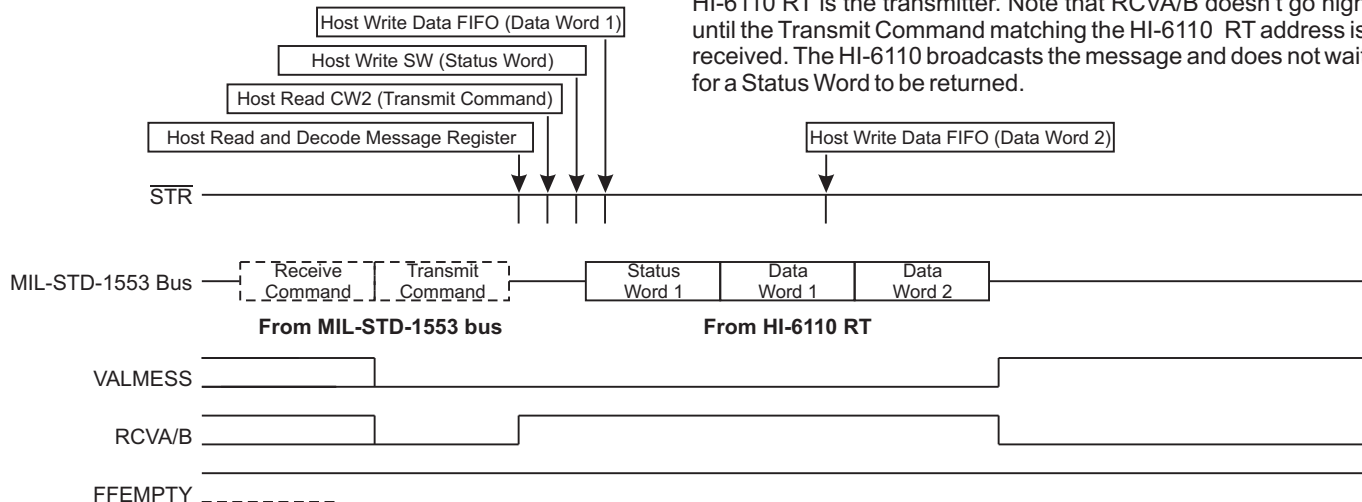 HI-6110 RT is the transmitter. Note that RCVA/B doesn't go high
until the Transmit Command matching the HI-6110 RT address is
received. The HI-6110 broadcasts the message and does not wait
for a Status Word to be returned.
Host Write Data FIFO (Data Word 1)
Host Write SW (Status Word)
Host Read CW2 (Transmit Command)
Host Read and Decode Message Register
Host Write Data FIFO (Data Word 2)
STR
MIL-STD-1553 Bus
Receive
Command
Transmit
Command
Status
Word 1
Data
Word 1
Data
Word 2
From MIL-STD-1553 bus
From HI-6110 RT
VALMESS
RCVA/B
FFEMPTY